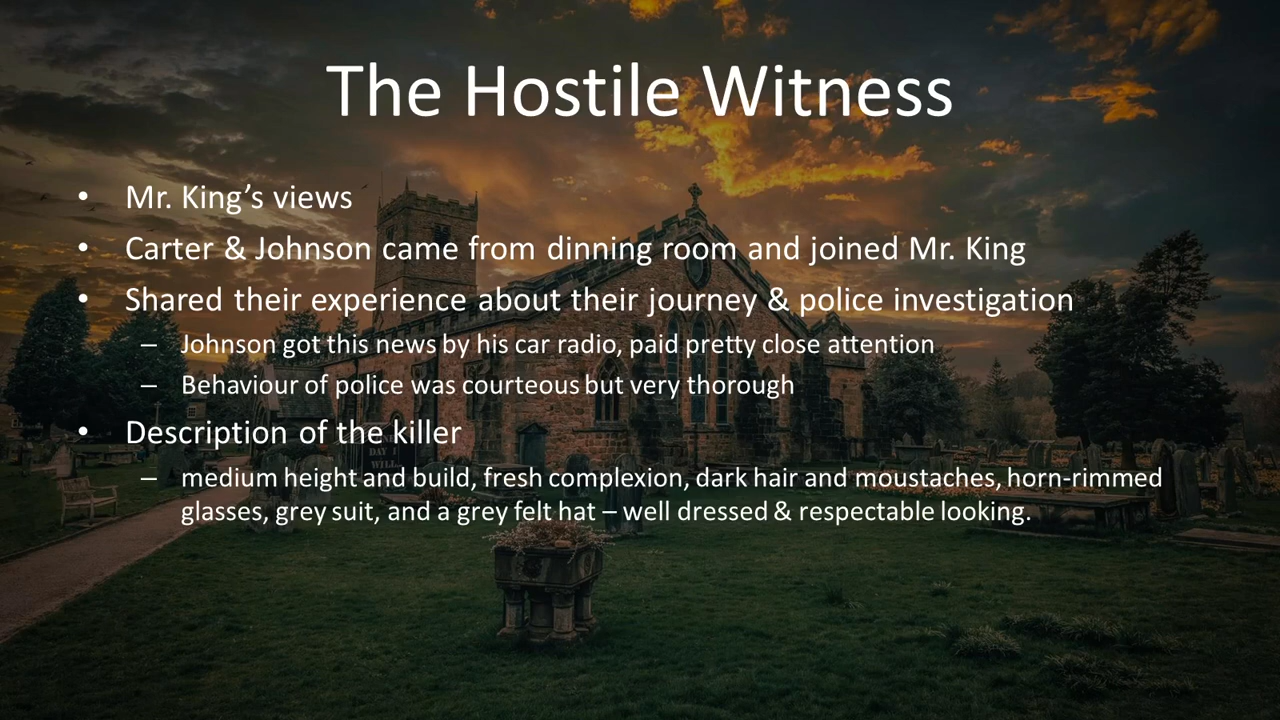 The Hostile Witness
• Mr. King’s views
• Carter & Johnson came from dinning room and joined Mr. King
• Shared their experience about their journey & police investigation
– Johnson got this news by his car radio, paid pretty close attention
– Behaviour of police was courteous but very thorough
• Description of the killer
– medium height and build, fresh complexion, dark hair and moustaches, horn-rimmed
glasses, grey suit, and a grey felt hat – well dressed & respectable looking.
DAY I
WILL